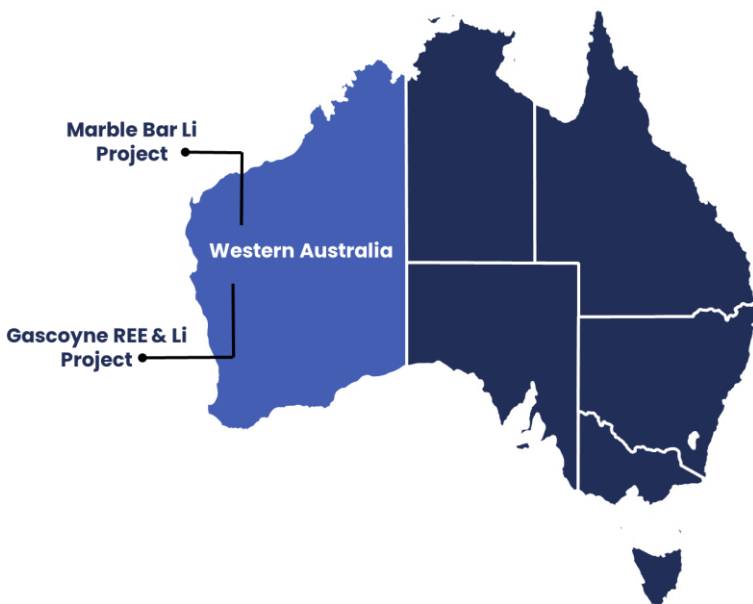 Marble Bar Li
Project
Western Australia
Gascoyne REE & Li
Project